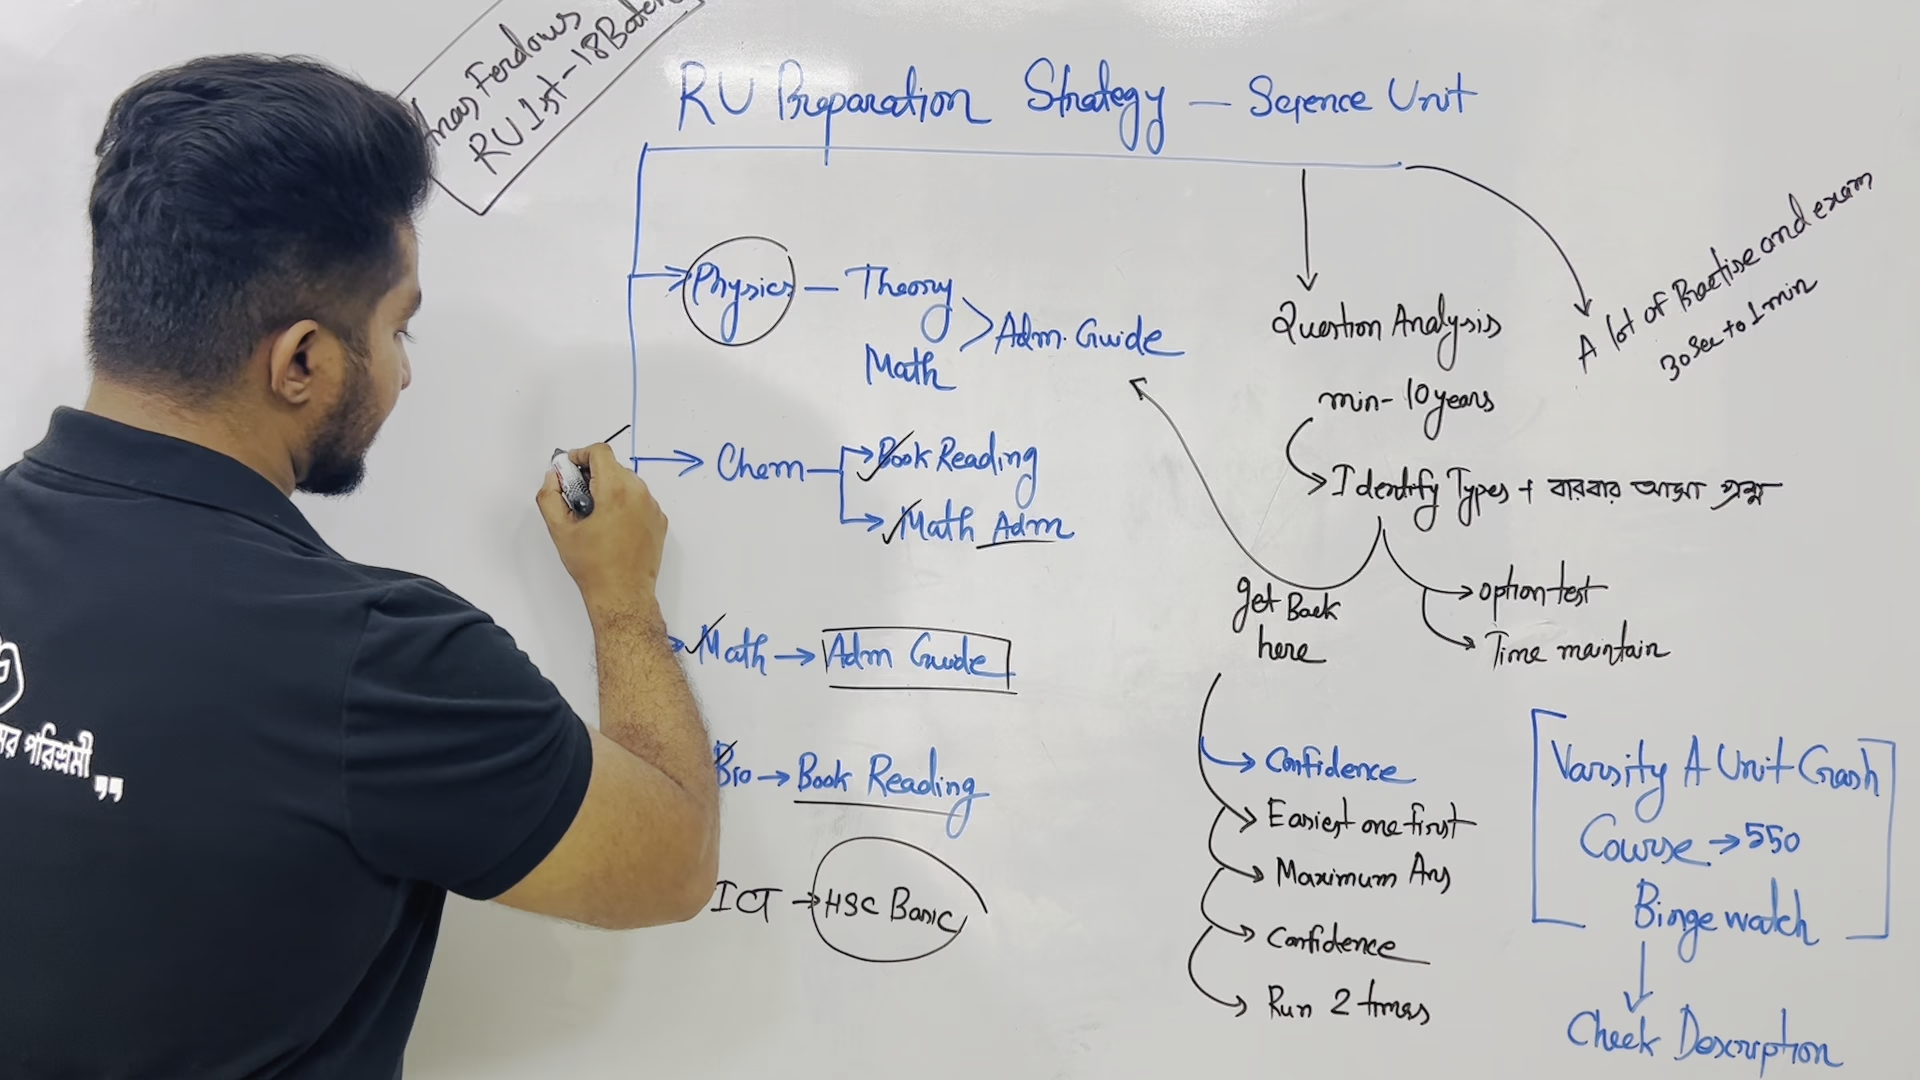 Anas Ferdous
RU 1st - 18 Batch
RU Preparation Strategy - Science Unit
Physics - Theory
Math
Adm. Guide
Chem
Book Reading
Math Adm
Math → Adm Guide
Bio → Book Reading
ICT → HSC Basic
Question Analysis
min - 10 years
Identify Types + বারবার আসা প্রশ্ন
option test
Time maintain
get Back
here
Confidence
Easiest one first
Maximum Ans
Confidence
Run 2 times
A lot of Practise and exam
30 sec to 1 min
Varsity A Unit Crash
Course → 550
Binge watch
Check Description
পরিশ্রমী
"